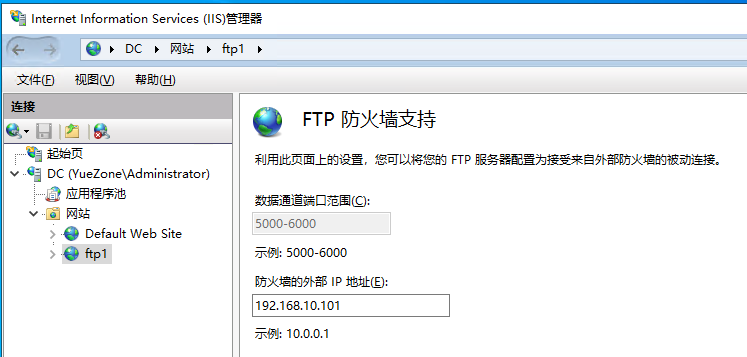 Internet Information Services (IIS)管理器
DC 网站 ftp1
文件(F) 视图(V) 帮助(H)
连接
起始页
DC (YueZone\Administrator)
应用程序池
网站
Default Web Site
ftp1
FTP 防火墙支持
利用此页面上的设置，您可以将您的 FTP 服务器配置为接受来自外部防火墙的被动连接。
数据通道端口范围(C):
5000-6000
示例: 5000-6000
防火墙的外部 IP 地址(E):
192.168.10.101
示例: 10.0.0.1